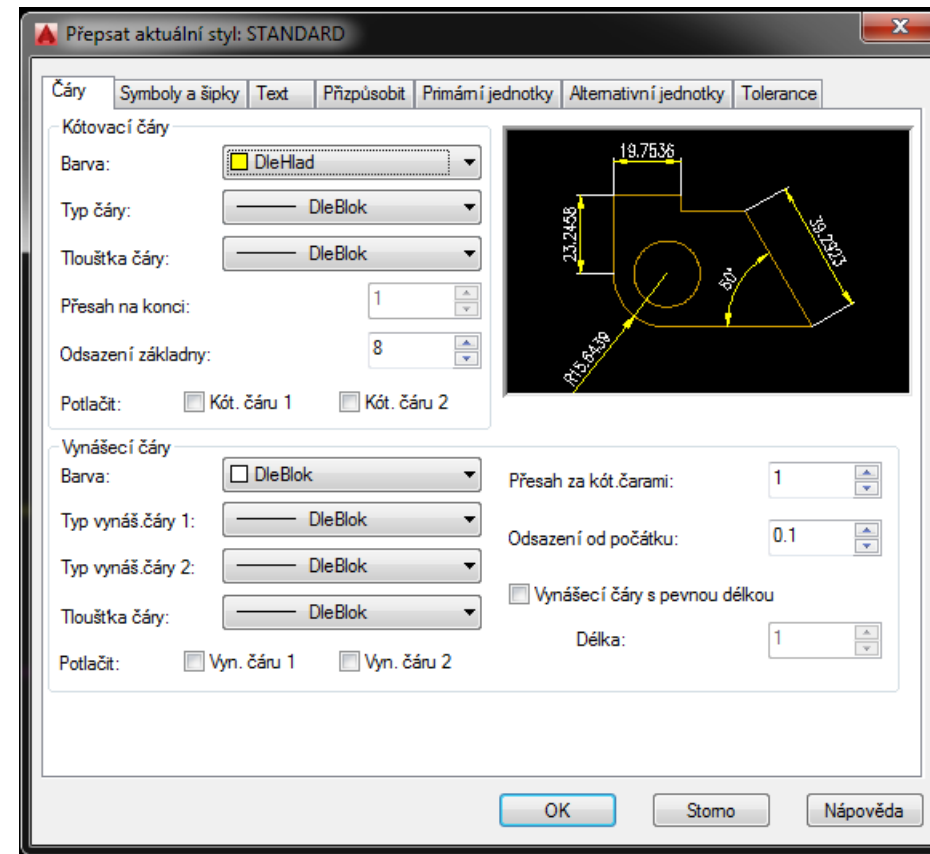 Přepsat aktuální styl: STANDARD
Čáry Symboly a šipky Text Přizpůsobit Primární jednotky Alternativní jednotky Tolerance
Kótovací čáry
Barva: DleHlad
Typ čáry: DleBlok
Tloušťka čáry: DleBlok
Přesah na konci: 1
Odsazení základny: 8
Potlačit: Kót. čáru 1 Kót. čáru 2
19.7536
23.2458
39.2923
60°
R15.6439
Vynášecí čáry
Barva: DleBlok
Typ vynáš.čáry 1: DleBlok
Typ vynáš.čáry 2: DleBlok
Tloušťka čáry: DleBlok
Potlačit: Vyn. čáru 1 Vyn. čáru 2
Přesah za kót.čarami: 1
Odsazení od počátku: 0.1
Vynášecí čáry s pevnou délkou
Délka: 1
OK Storno Nápověda